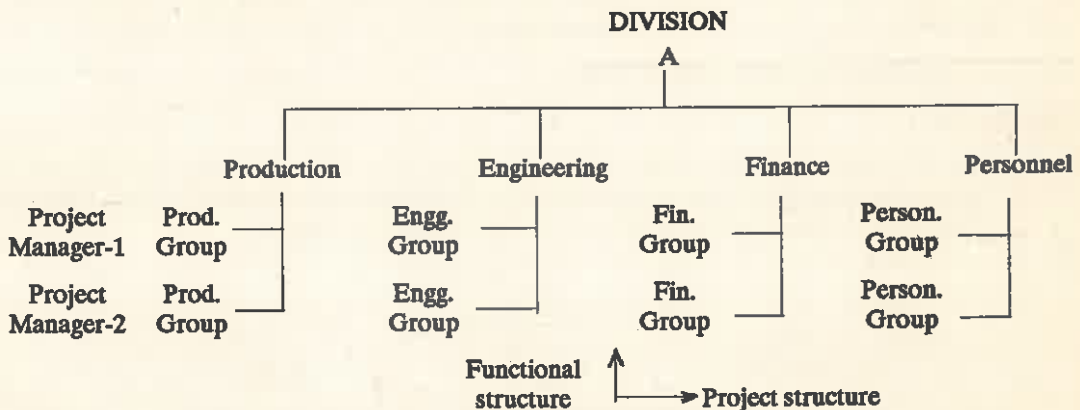 DIVISION
A
Production Engineering Finance Personnel
Project Manager-1 Prod. Group Engg. Group Fin. Group Person. Group
Project Manager-2 Prod. Group Engg. Group Fin. Group Person. Group
Functional structure
Project structure